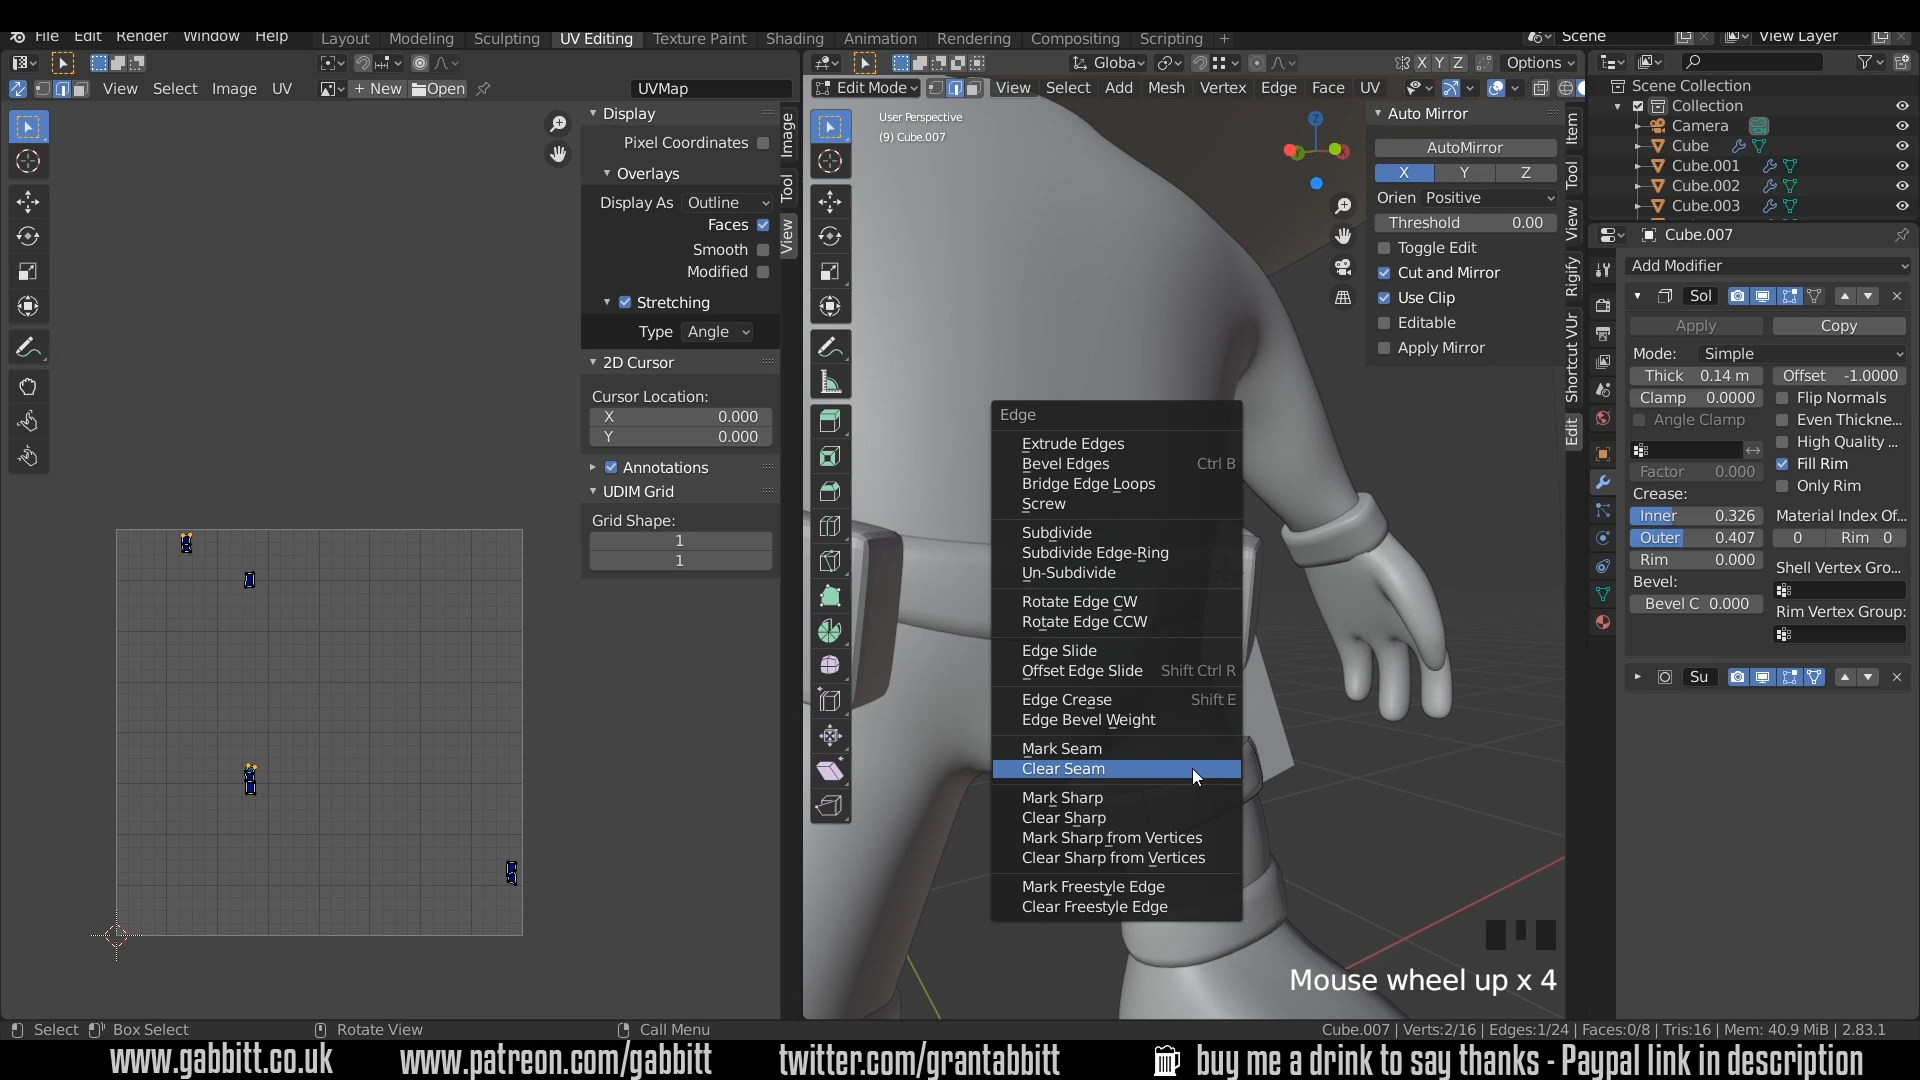 File Edit Render Window Help Layout Modeling Sculpting UV Editing Texture Paint Shading Animation Rendering Compositing Scripting + Scene View Layer
Globa X Y Z Options
View Select Image UV + New Open UVMap
Edit Mode View Select Add Mesh Vertex Edge Face UV
Display
Pixel Coordinates
Overlays
Display As Outline
Faces
Smooth
Modified
Stretching
Type Angle
2D Cursor
Cursor Location:
X 0.000
Y 0.000
Annotations
UDIM Grid
Grid Shape:
1
1
Image
Tool
View
User Perspective
(9) Cube.007
Edge
Extrude Edges
Bevel Edges Ctrl B
Bridge Edge Loops
Screw
Subdivide
Subdivide Edge-Ring
Un-Subdivide
Rotate Edge CW
Rotate Edge CCW
Edge Slide
Offset Edge Slide Shift Ctrl R
Edge Crease Shift E
Edge Bevel Weight
Mark Seam
Clear Seam
Mark Sharp
Clear Sharp
Mark Sharp from Vertices
Clear Sharp from Vertices
Mark Freestyle Edge
Clear Freestyle Edge
Auto Mirror
AutoMirror
X Y Z
Orien Positive
Threshold 0.00
Toggle Edit
Cut and Mirror
Use Clip
Editable
Apply Mirror
Item
Tool
View
Rigify
Shortcut VUr
Edit
Mouse wheel up x 4
Scene Collection
Collection
Camera
Cube
Cube.001
Cube.002
Cube.003
Cube.007
Add Modifier
Sol
Apply Copy
Mode: Simple
Thick 0.14 m Offset -1.0000
Clamp 0.0000 Flip Normals
Angle Clamp Even Thickne...
High Quality ...
Factor 0.000 Fill Rim
Crease: Only Rim
Inner 0.326 Material Index Of...
Outer 0.407 0 Rim 0
Rim 0.000 Shell Vertex Gro...
Bevel:
Bevel C 0.000 Rim Vertex Group:
Su
Select Box Select Rotate View Call Menu Cube.007 | Verts:2/16 | Edges:1/24 | Faces:0/8 | Tris:16 | Mem: 40.9 MiB | 2.83.1
www.gabbitt.co.uk www.patreon.com/gabbitt twitter.com/grantabbitt buy me a drink to say thanks - Paypal link in description